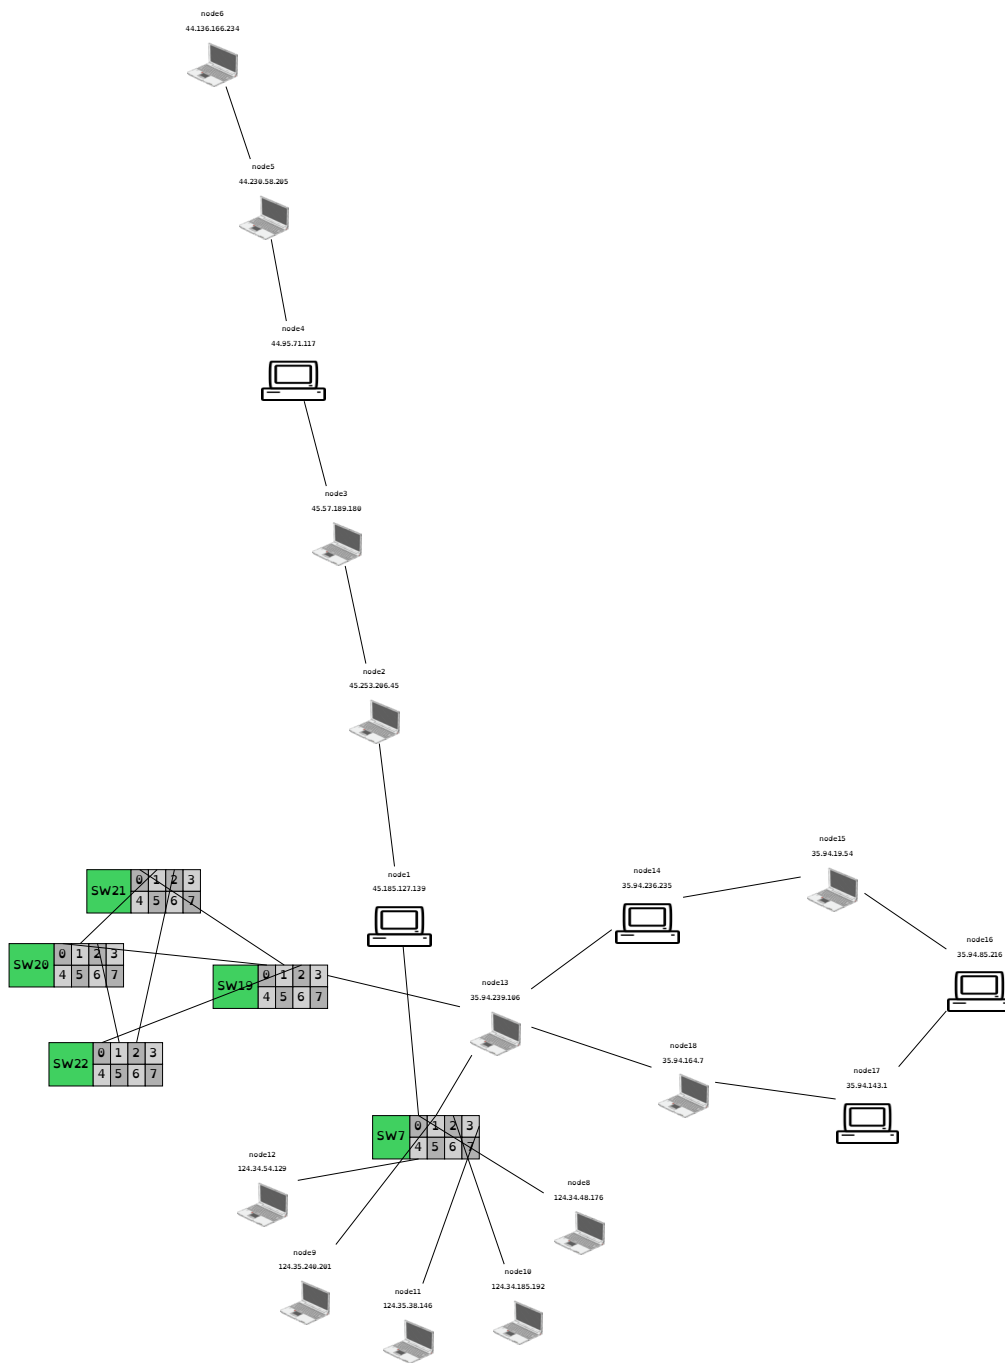 node6
44.136.166.234
node5
44.230.58.205
node4
44.95.71.117
node3
45.57.189.180
node2
45.253.206.45
node1
45.185.127.139
node15
35.94.19.54
node14
35.94.236.235
node16
35.94.85.216
node13
35.94.239.106
node18
35.94.164.7
node17
35.94.143.1
SW21
0 1 2 3
4 5 6 7
SW20
0 1 2 3
4 5 6 7
SW19
0 1 2 3
4 5 6 7
SW22
0 1 2 3
4 5 6 7
SW7
0 1 2 3
4 5 6 7
node12
124.34.54.129
node8
124.34.48.176
node9
124.35.240.201
node10
124.34.185.192
node11
124.35.38.146